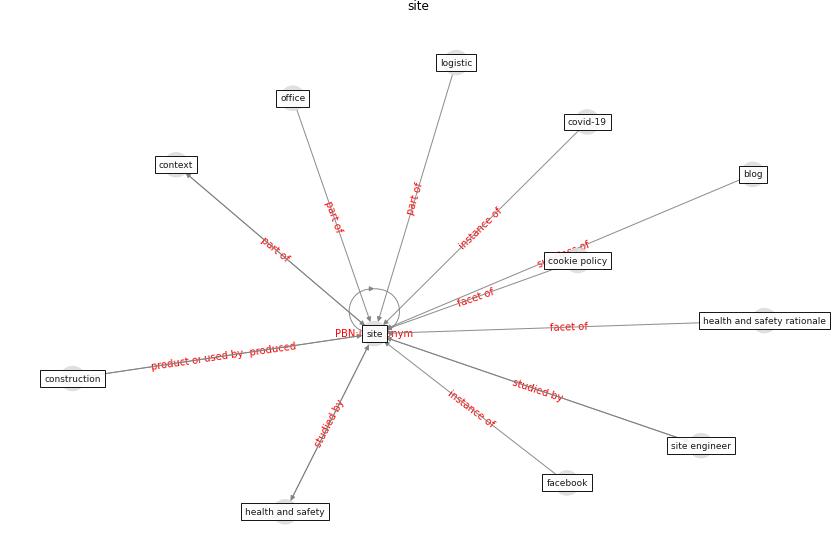 site
logistic
office
covid-19
context
blog
part of
part of
instance of
part of
of
cookie policy
facet of
health and safety rationale
facet of
PBN
site
nym
product or used by produced
construction
studied by
site engineer
instance of
studied by
facebook
health and safety